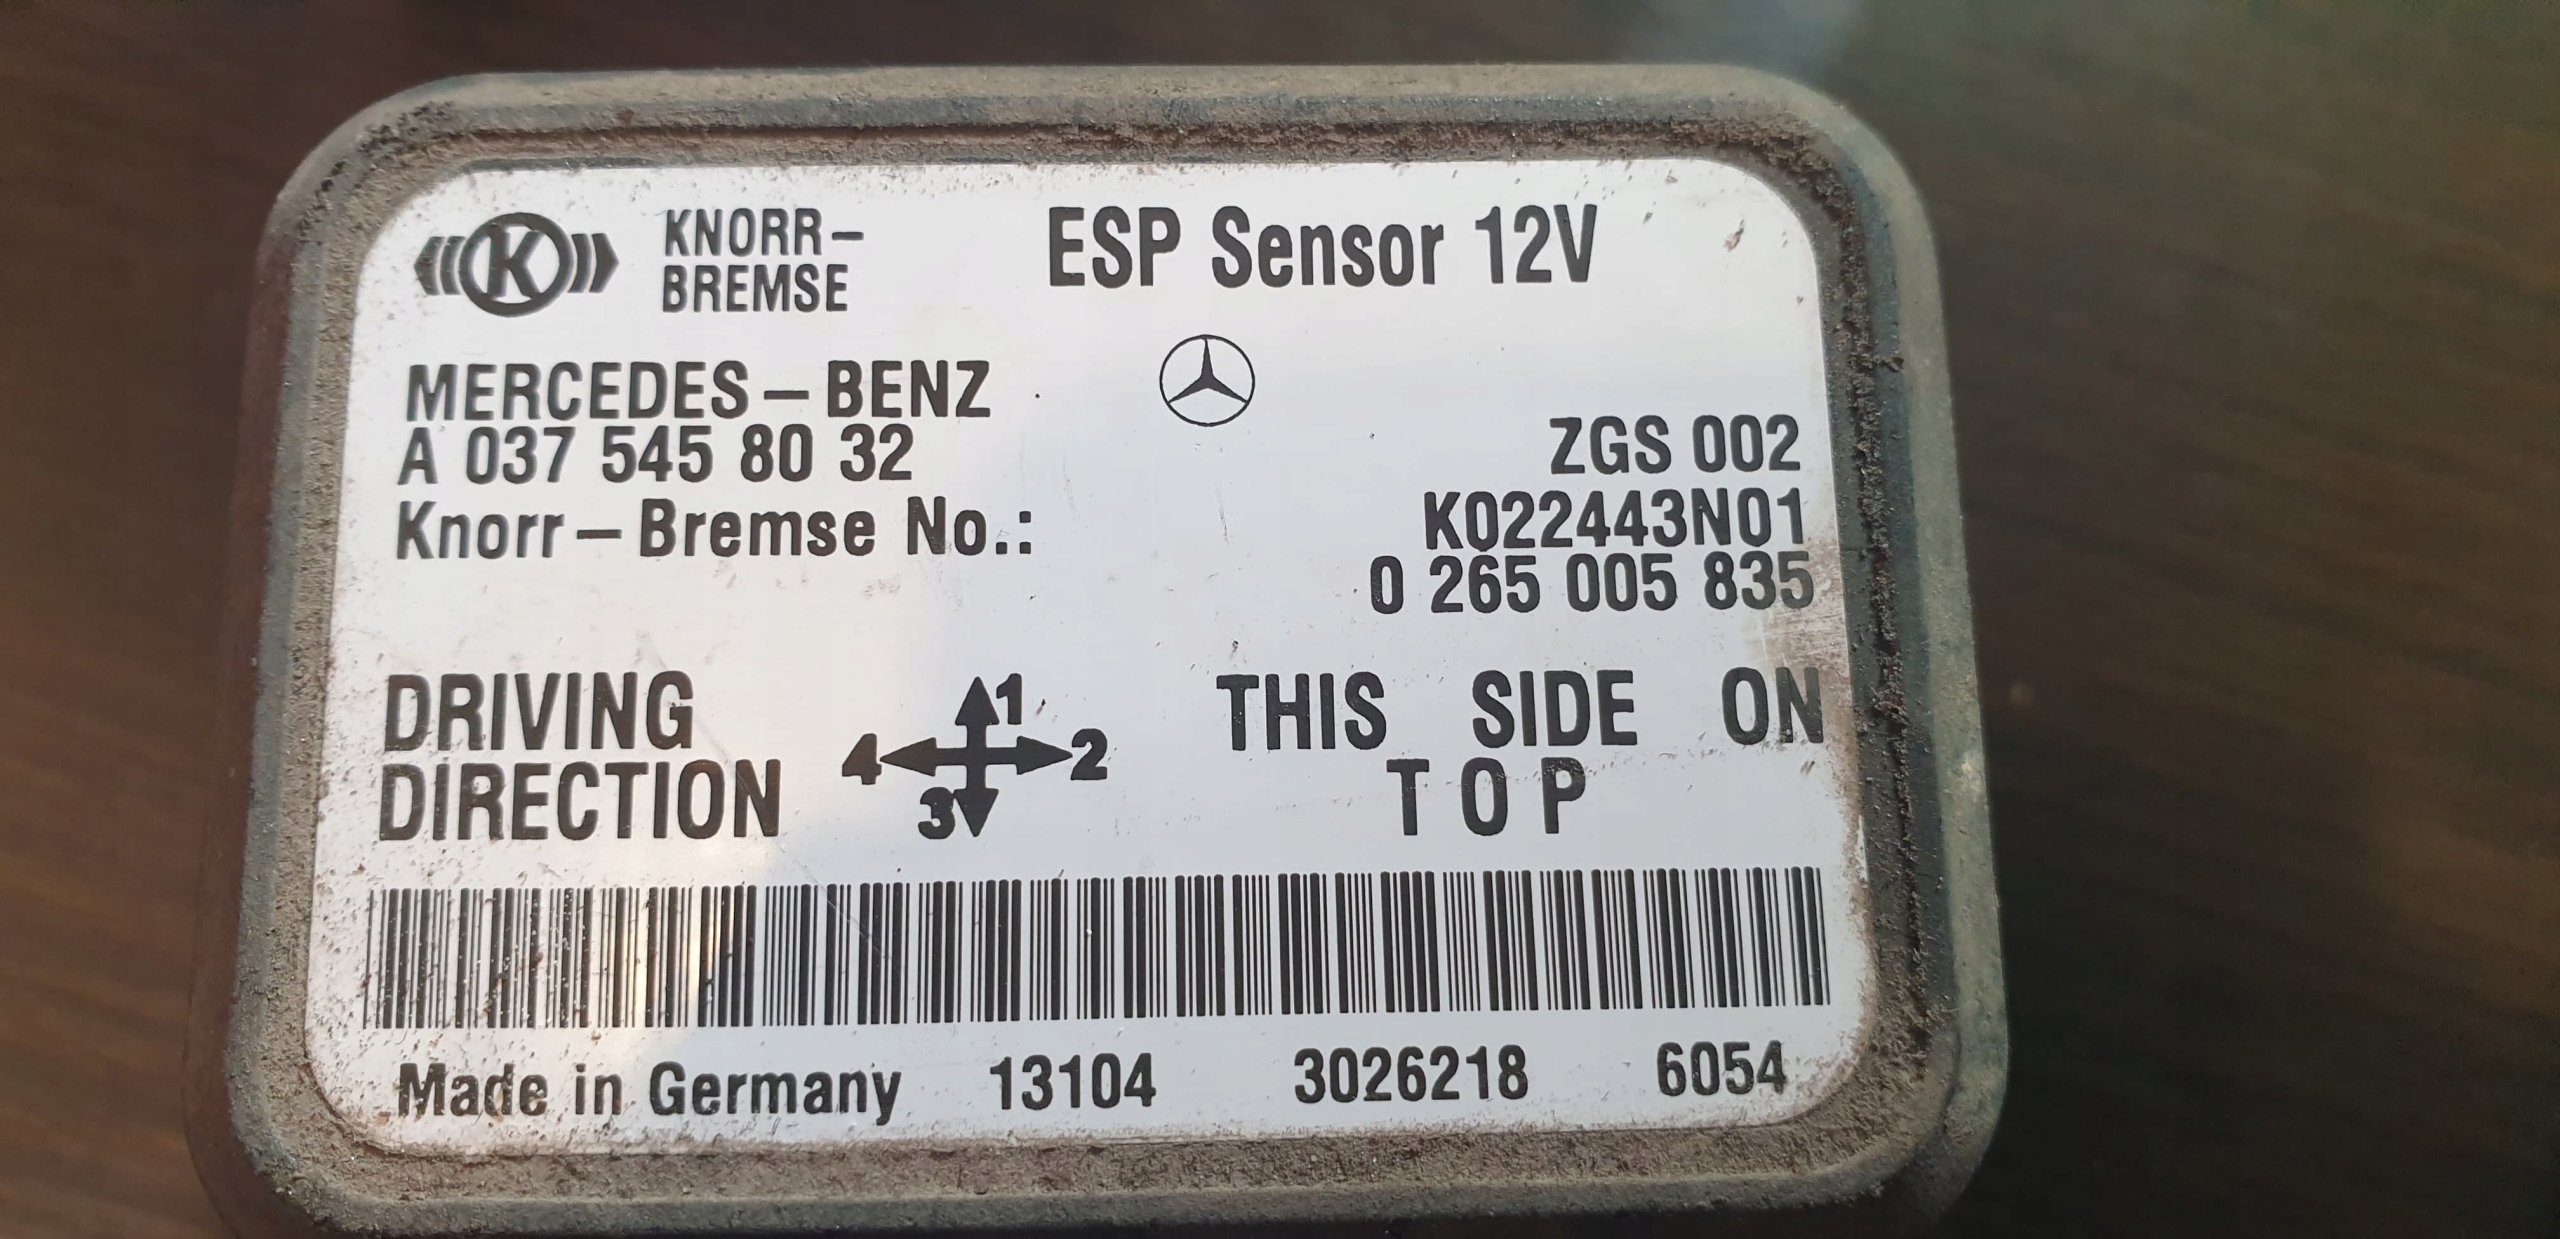 K KNORR-
BREMSE
ESP Sensor 12V
MERCEDES-BENZ
A 037 545 80 32
ZGS 002
Knorr-Bremse No.:
K022443N01
0 265 005 835
DRIVING
DIRECTION
1
4 2
3
THIS SIDE ON
TOP
Made in Germany 13104 3026218 6054